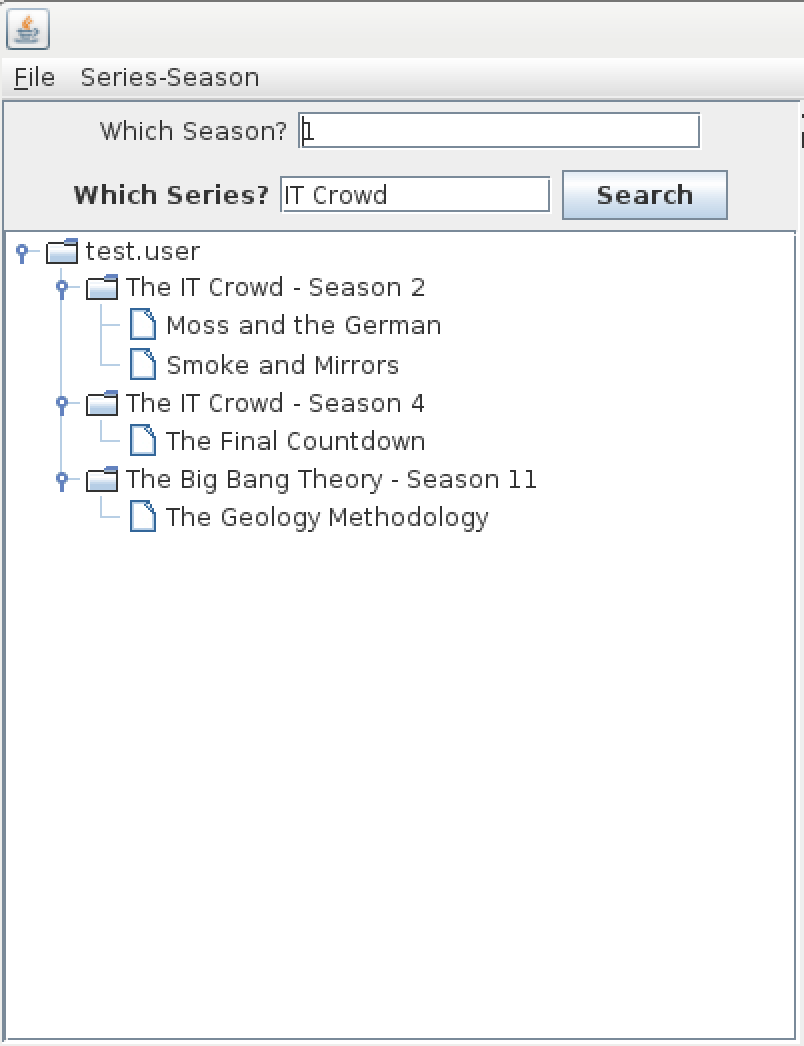 File Series-Season
Which Season? 1
Which Series? IT Crowd Search
test.user
The IT Crowd - Season 2
Moss and the German
Smoke and Mirrors
The IT Crowd - Season 4
The Final Countdown
The Big Bang Theory - Season 11
The Geology Methodology